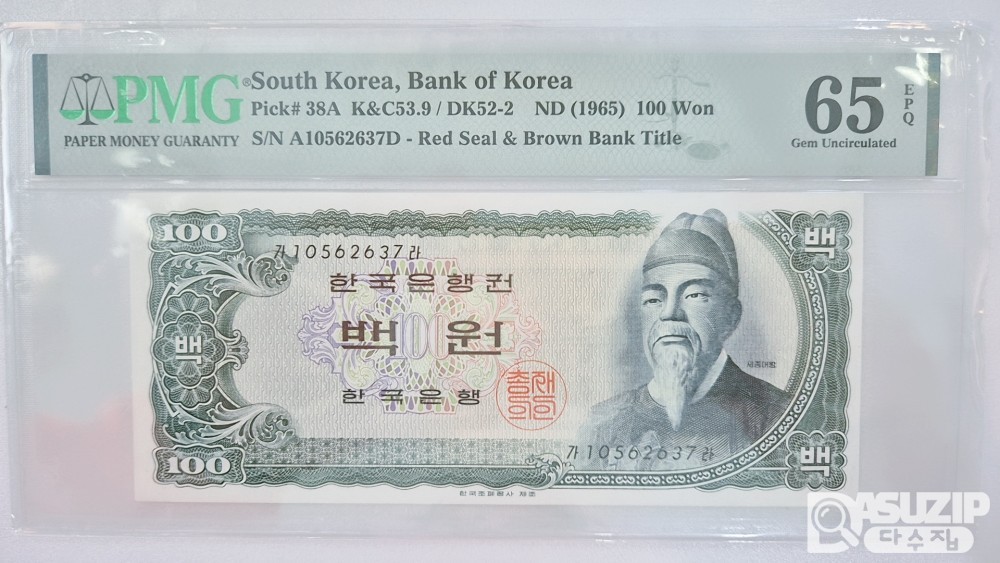 PMG®
PAPER MONEY GUARANTY
South Korea, Bank of Korea
Pick# 38A K&C53.9 / DK52-2 ND (1965) 100 Won
S/N A10562637D - Red Seal & Brown Bank Title
65 EPQ
Gem Uncirculated
100
백
가10562637라
한국은행권
백 원
100
한국은행
총재의인
세종대왕
백
가10562637라
100
백
한국조폐공사 제조
DASUZIP
다수집